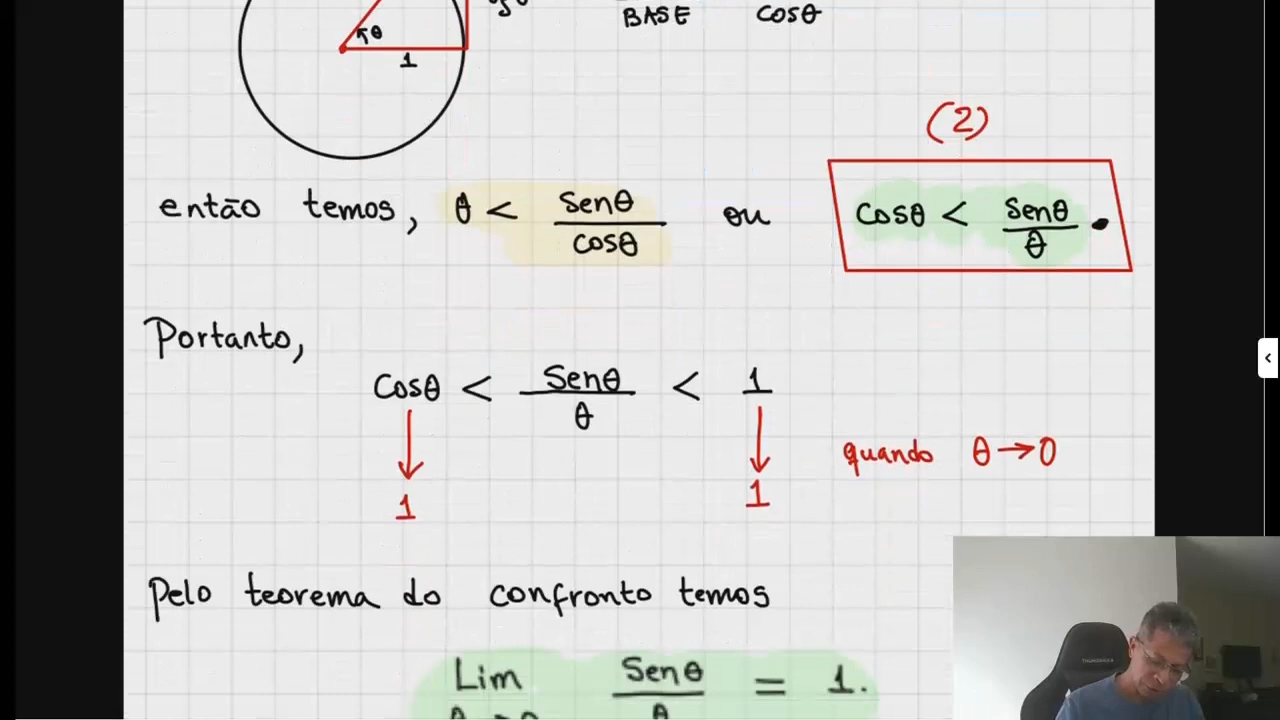 BASE cosθ
θ
1
(2)
então temos, θ < senθ/cosθ ou cosθ < senθ/θ.
Portanto,
cosθ < senθ/θ < 1
1 1 quando θ→0
Pelo teorema do confronto temos
Lim senθ = 1.